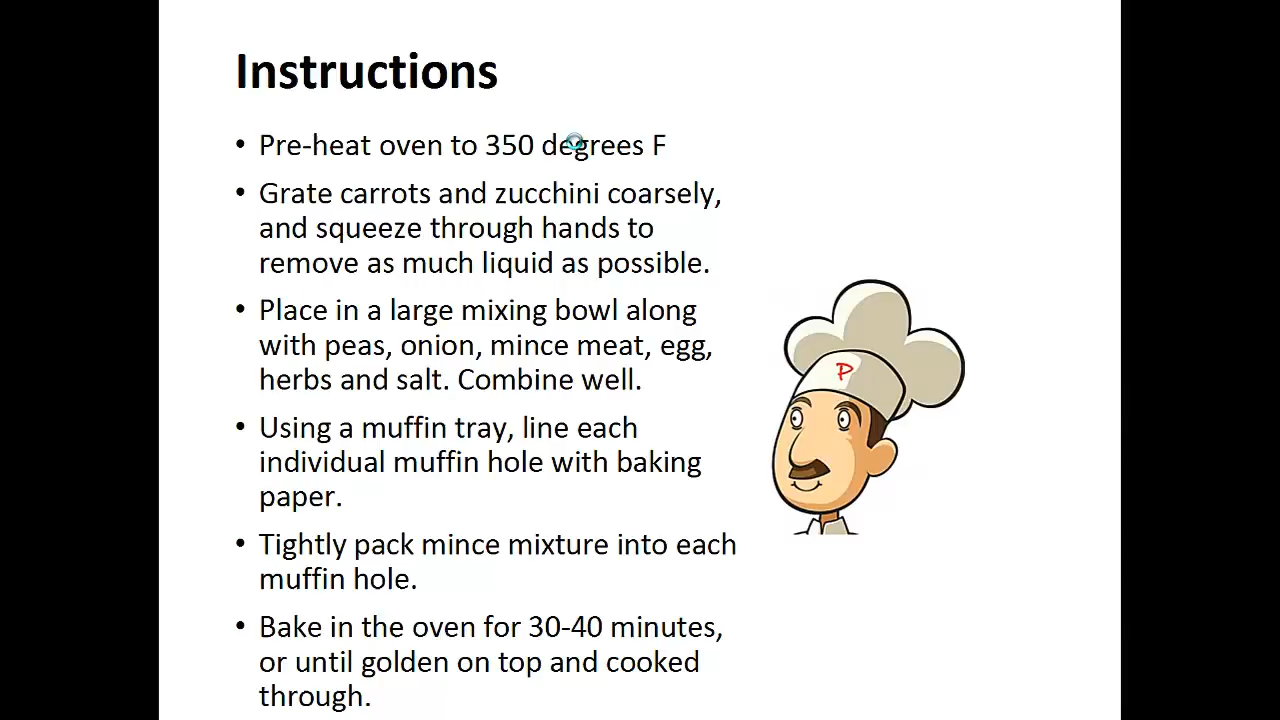 Instructions
• Pre-heat oven to 350 degrees F
• Grate carrots and zucchini coarsely,
and squeeze through hands to
remove as much liquid as possible.
• Place in a large mixing bowl along
with peas, onion, mince meat, egg,
herbs and salt. Combine well.
• Using a muffin tray, line each
individual muffin hole with baking
paper.
• Tightly pack mince mixture into each
muffin hole.
• Bake in the oven for 30-40 minutes,
or until golden on top and cooked
through.
P